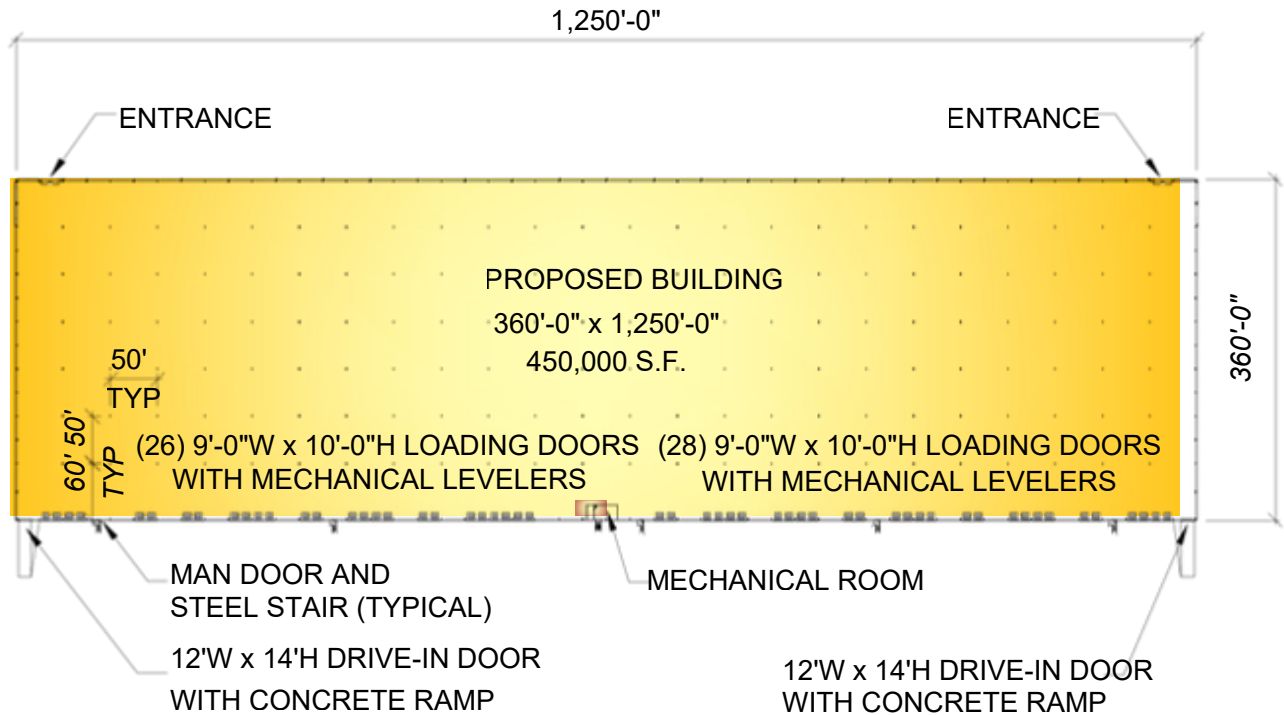 1,250'-0"
ENTRANCE
ENTRANCE
PROPOSED BUILDING
360'-0" x 1,250'-0"
450,000 S.F.
360'-0"
50'
TYP
60' 50'
TYP
(26) 9'-0"W x 10'-0"H LOADING DOORS
WITH MECHANICAL LEVELERS
(28) 9'-0"W x 10'-0"H LOADING DOORS
WITH MECHANICAL LEVELERS
MAN DOOR AND
STEEL STAIR (TYPICAL)
MECHANICAL ROOM
12'W x 14'H DRIVE-IN DOOR
WITH CONCRETE RAMP
12'W x 14'H DRIVE-IN DOOR
WITH CONCRETE RAMP